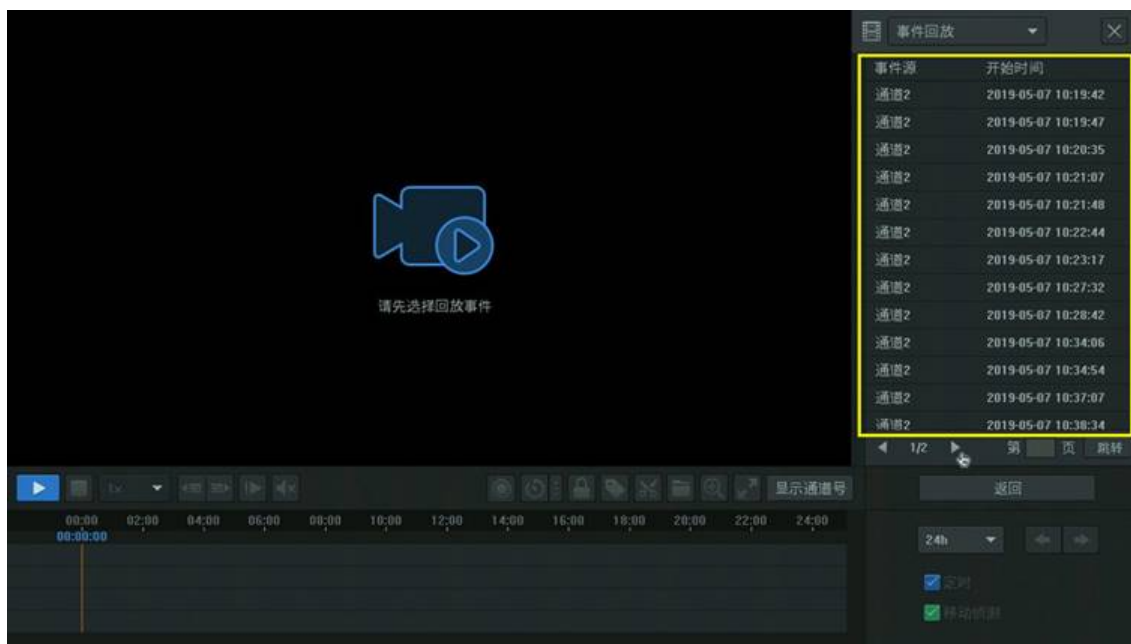 事件回放
事件源 开始时间
通道2 2019-05-07 10:19:42
通道2 2019-05-07 10:19:47
通道2 2019-05-07 10:20:35
通道2 2019-05-07 10:21:07
通道2 2019-05-07 10:21:48
通道2 2019-05-07 10:22:44
通道2 2019-05-07 10:23:17
通道2 2019-05-07 10:27:32
通道2 2019-05-07 10:28:42
通道2 2019-05-07 10:34:06
通道2 2019-05-07 10:34:54
通道2 2019-05-07 10:37:07
通道2 2019-05-07 10:38:34
请先选择回放事件
1/2 第 页 跳转
1x 显示通道号 返回
00:00 02:00 04:00 06:00 08:00 10:00 12:00 14:00 16:00 18:00 20:00 22:00 24:00
00:00:00
24h
定时
移动侦测